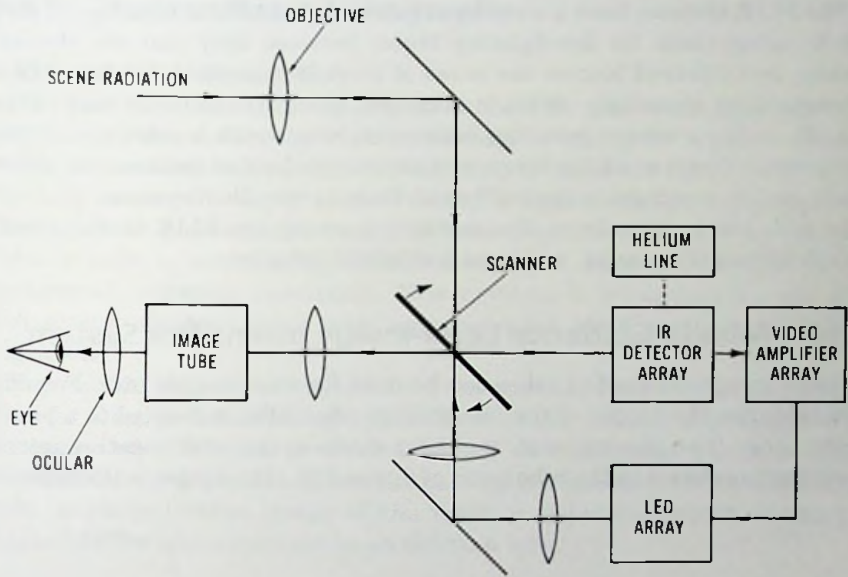 OBJECTIVE
SCENE RADIATION
HELIUM
LINE
SCANNER
IMAGE
TUBE
IR
DETECTOR
ARRAY
VIDEO
AMPLIFIER
ARRAY
EYE
OCULAR
LED
ARRAY